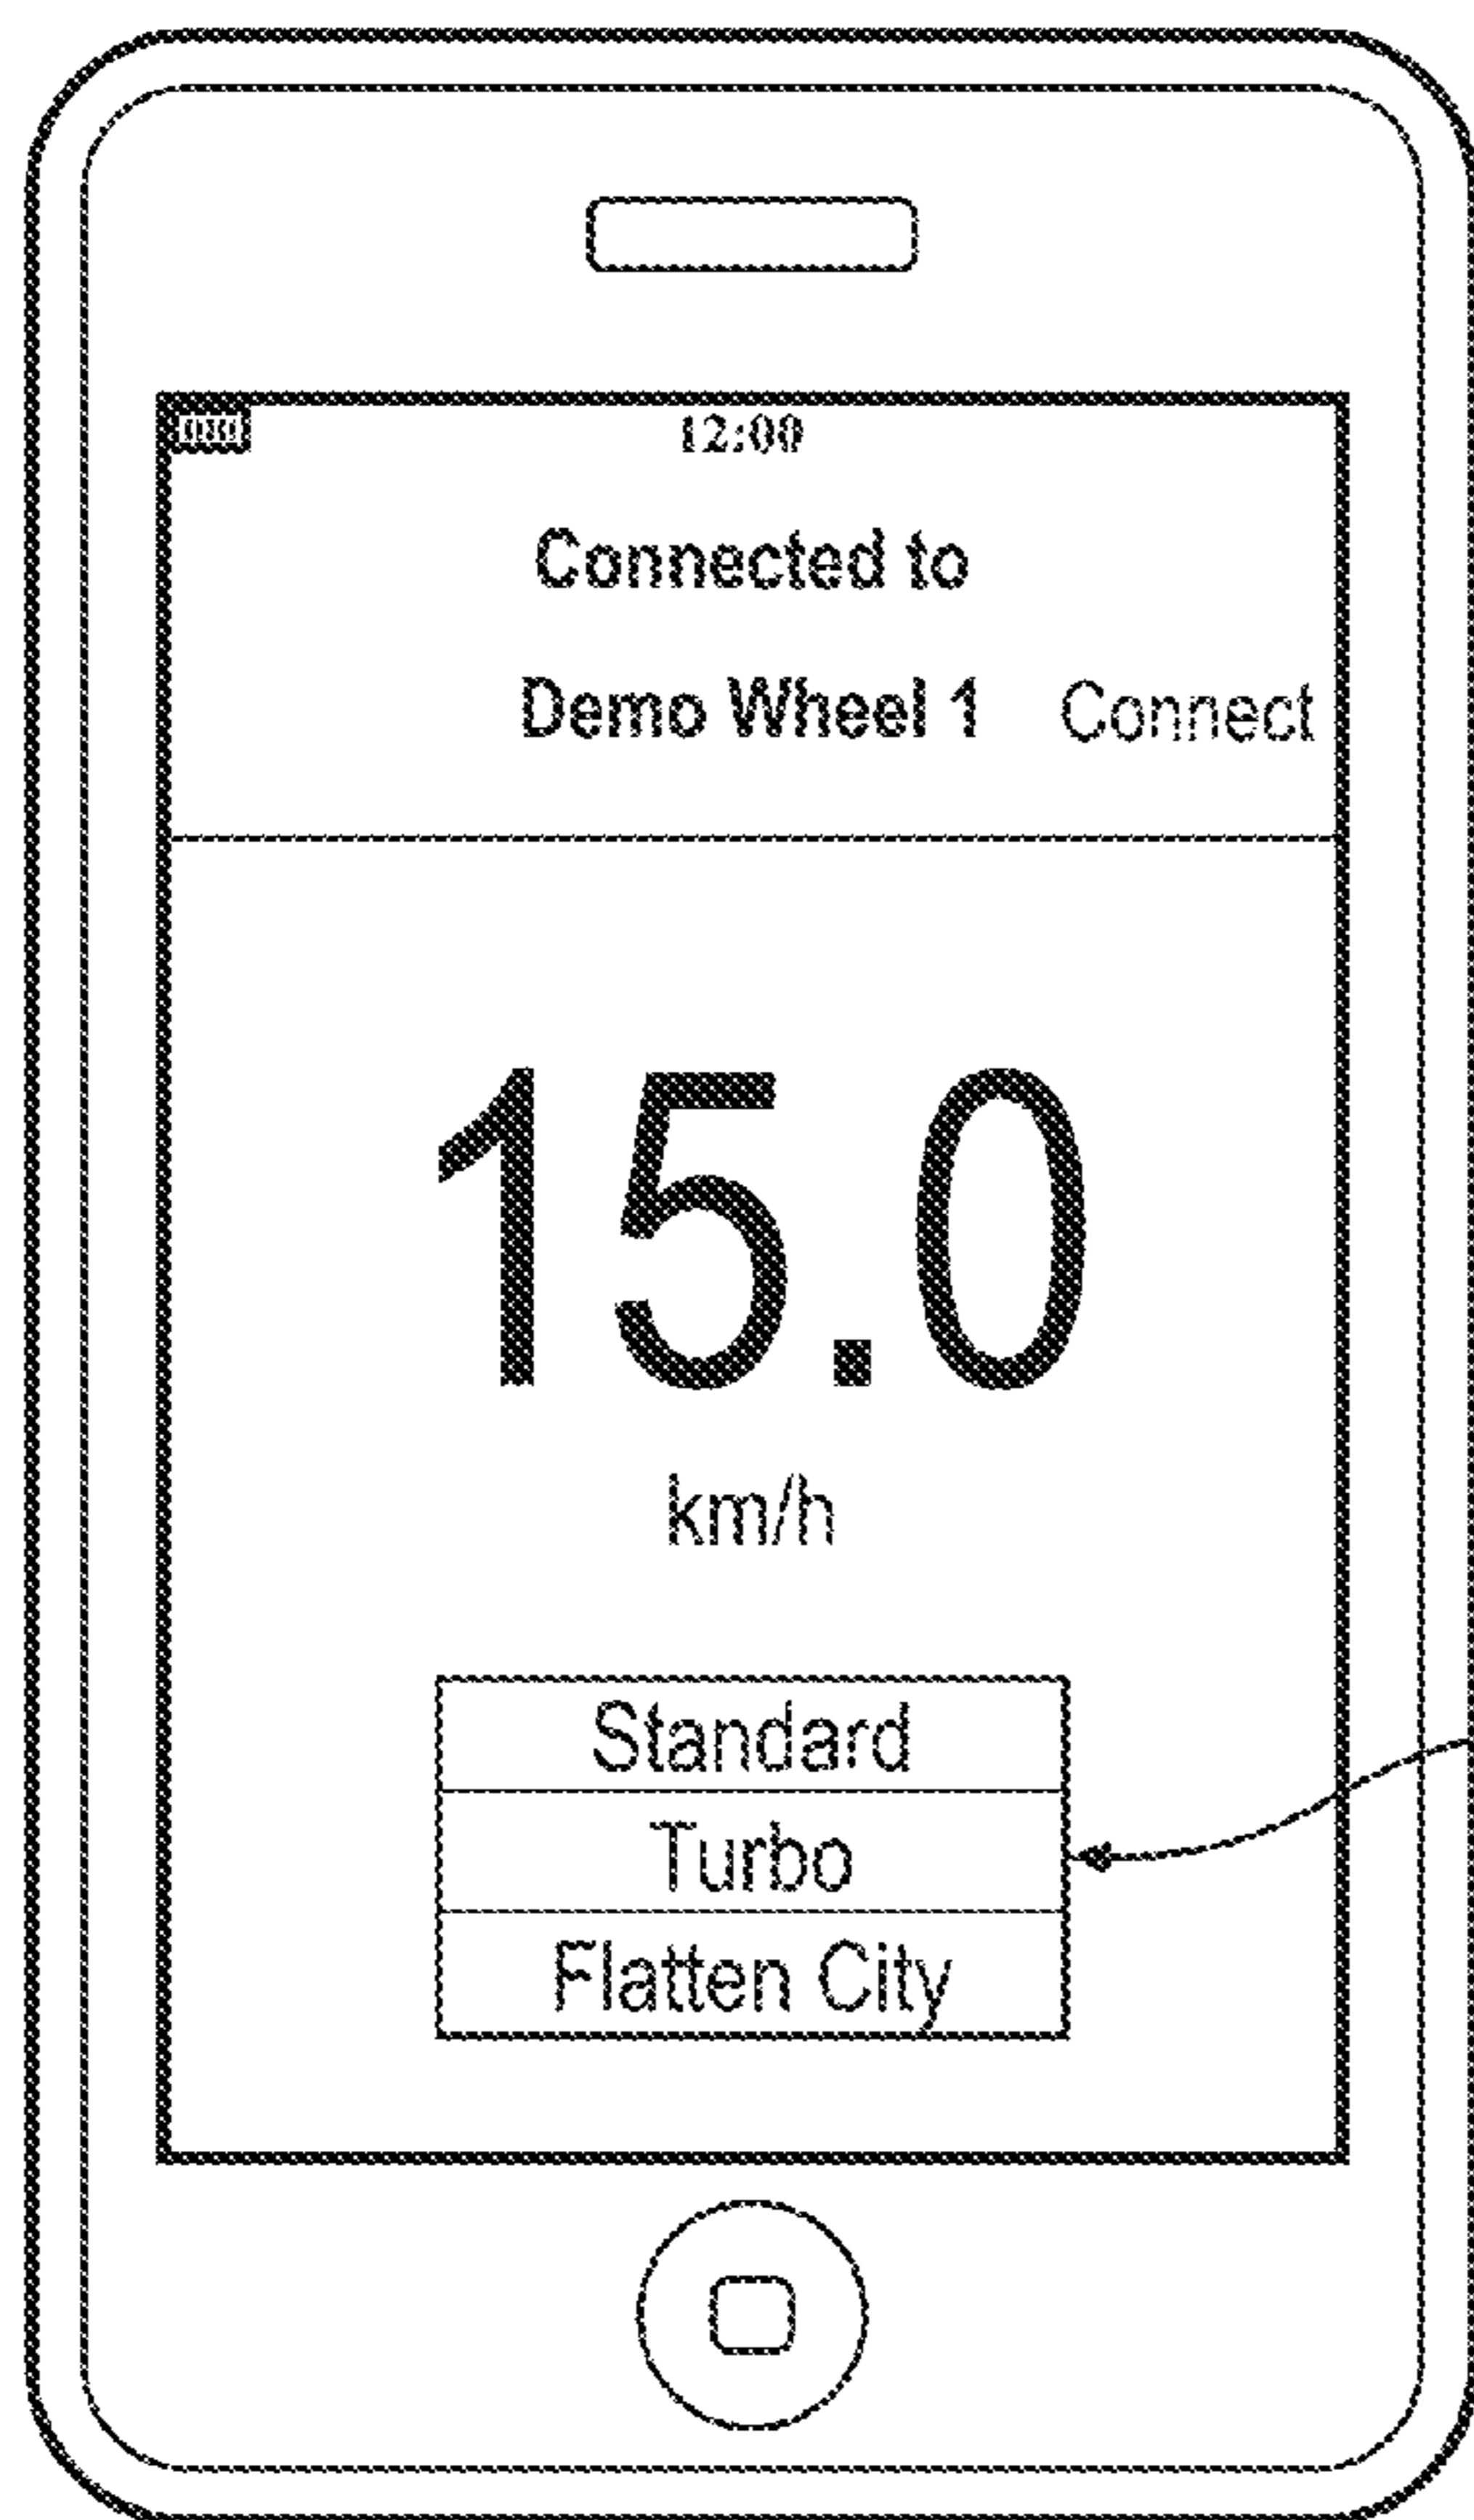 12:00
Connected to
Demo Wheel 1 Connect
15.0
km/h
Standard
Turbo
Flatten City